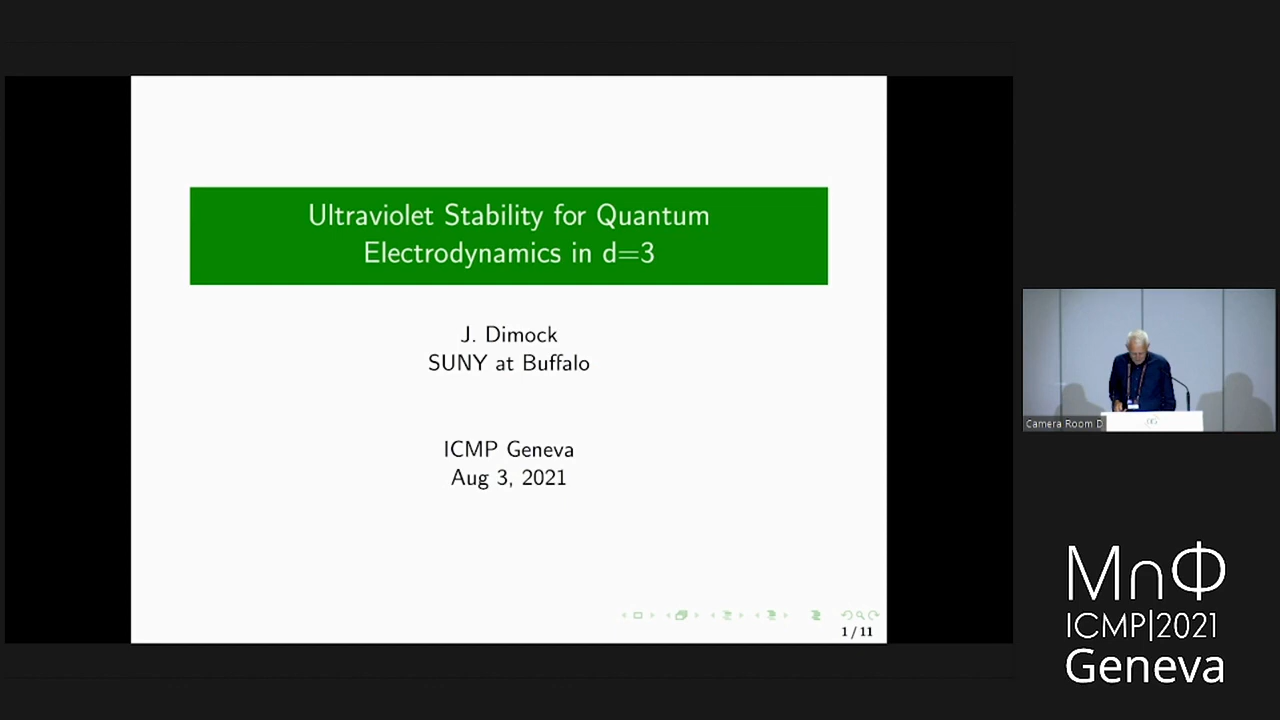 Ultraviolet Stability for Quantum
Electrodynamics in d=3
J. Dimock
SUNY at Buffalo
ICMP Geneva
Aug 3, 2021
1 / 11
Camera Room D
MnΦ
ICMP|2021
Geneva